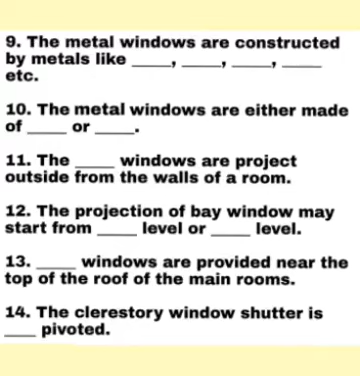 9. The metal windows are constructed
by metals like ____, ____, ____, ____
etc.
10. The metal windows are either made
of ____ or ____.
11. The ____ windows are project
outside from the walls of a room.
12. The projection of bay window may
start from ____ level or ____ level.
13. ____ windows are provided near the
top of the roof of the main rooms.
14. The clerestory window shutter is
____ pivoted.